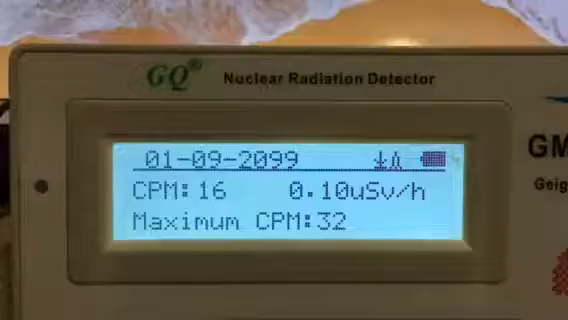 GQ® Nuclear Radiation Detector
01-09-2099
CPM: 16 0.10uSv/h
Maximum CPM: 32
GM
Geig